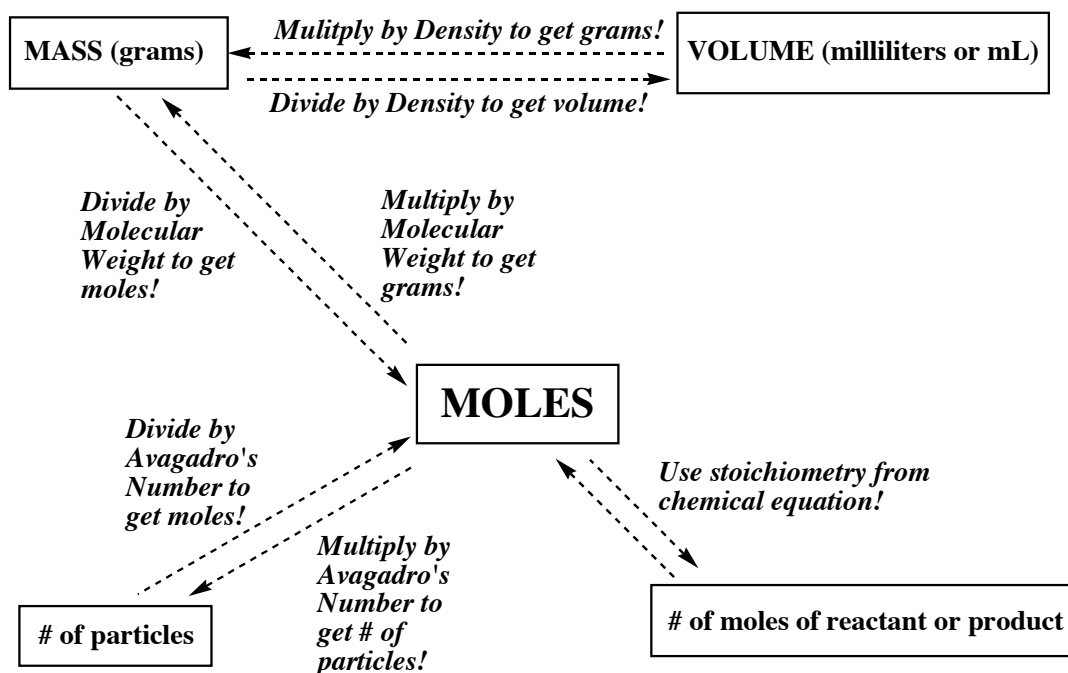 Mulitply by Density to get grams!
MASS (grams)
VOLUME (milliliters or mL)
Divide by Density to get volume!
Divide by
Molecular
Weight to get
moles!
Multiply by
Molecular
Weight to get
grams!
MOLES
Divide by
Avagadro's
Number to
get moles!
Use stoichiometry from
chemical equation!
Multiply by
Avagadro's
Number to
get # of
particles!
# of particles
# of moles of reactant or product